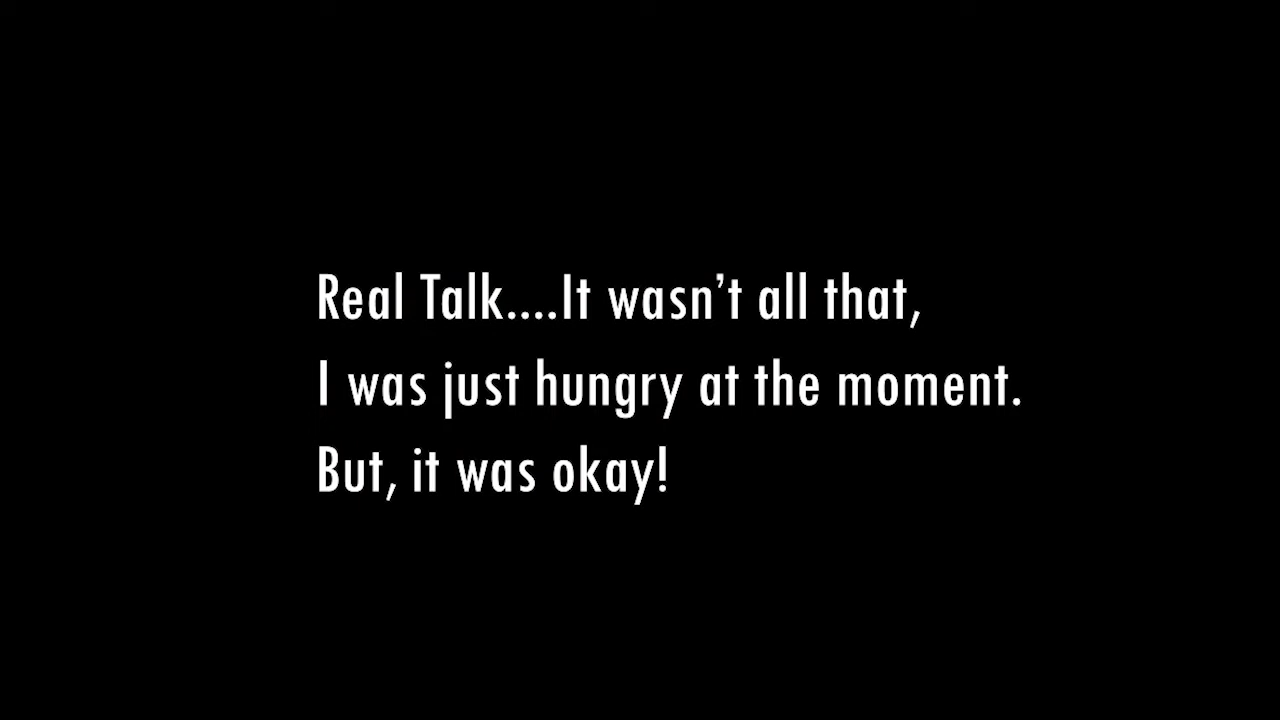 Real Talk....It wasn’t all that,
I was just hungry at the moment.
But, it was okay!